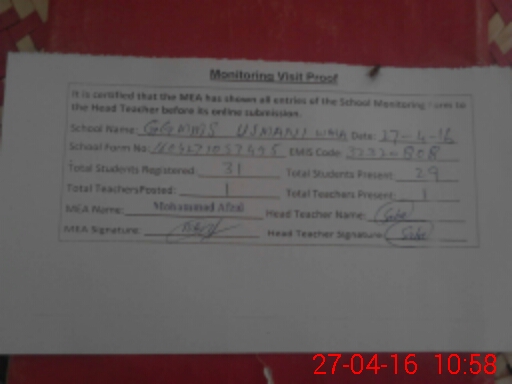 Monitoring Visit Proof
It is certified that the MEA has shown all entries of the School Monitoring Form to
the Head Teacher before its online submission.
School Name: GGMMS USMANI WALA Date: 27-4-16
School Form No: EMIS Code:
Total Students Registered: 31 Total Students Present: 29
Total Teachers Posted: 1 Total Teachers Present: 1
MEA Name: Mohammad Afzal Head Teacher Name:
MEA Signature: Head Teacher Signature:
27-04-16 10:58